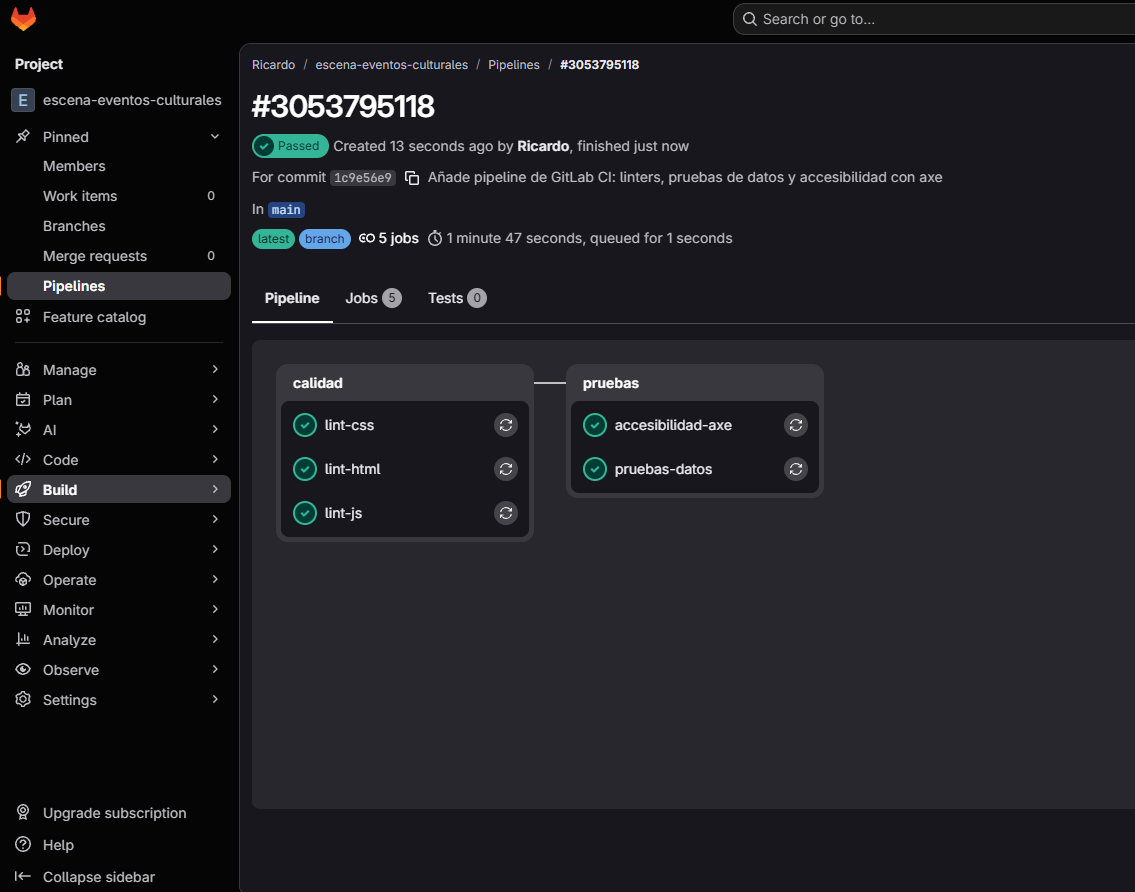 Search or go to...
Project
E escena-eventos-culturales
Pinned
Members
Work items 0
Branches
Merge requests 0
Pipelines
Feature catalog
Manage
Plan
AI
Code
Build
Secure
Deploy
Operate
Monitor
Analyze
Observe
Settings
Upgrade subscription
Help
Collapse sidebar
Ricardo / escena-eventos-culturales / Pipelines / #3053795118
#3053795118
Passed Created 13 seconds ago by Ricardo, finished just now
For commit 1c9e56e9 Añade pipeline de GitLab CI: linters, pruebas de datos y accesibilidad con axe
In main
latest branch 5 jobs 1 minute 47 seconds, queued for 1 seconds
Pipeline Jobs 5 Tests 0
calidad
lint-css
lint-html
lint-js
pruebas
accesibilidad-axe
pruebas-datos